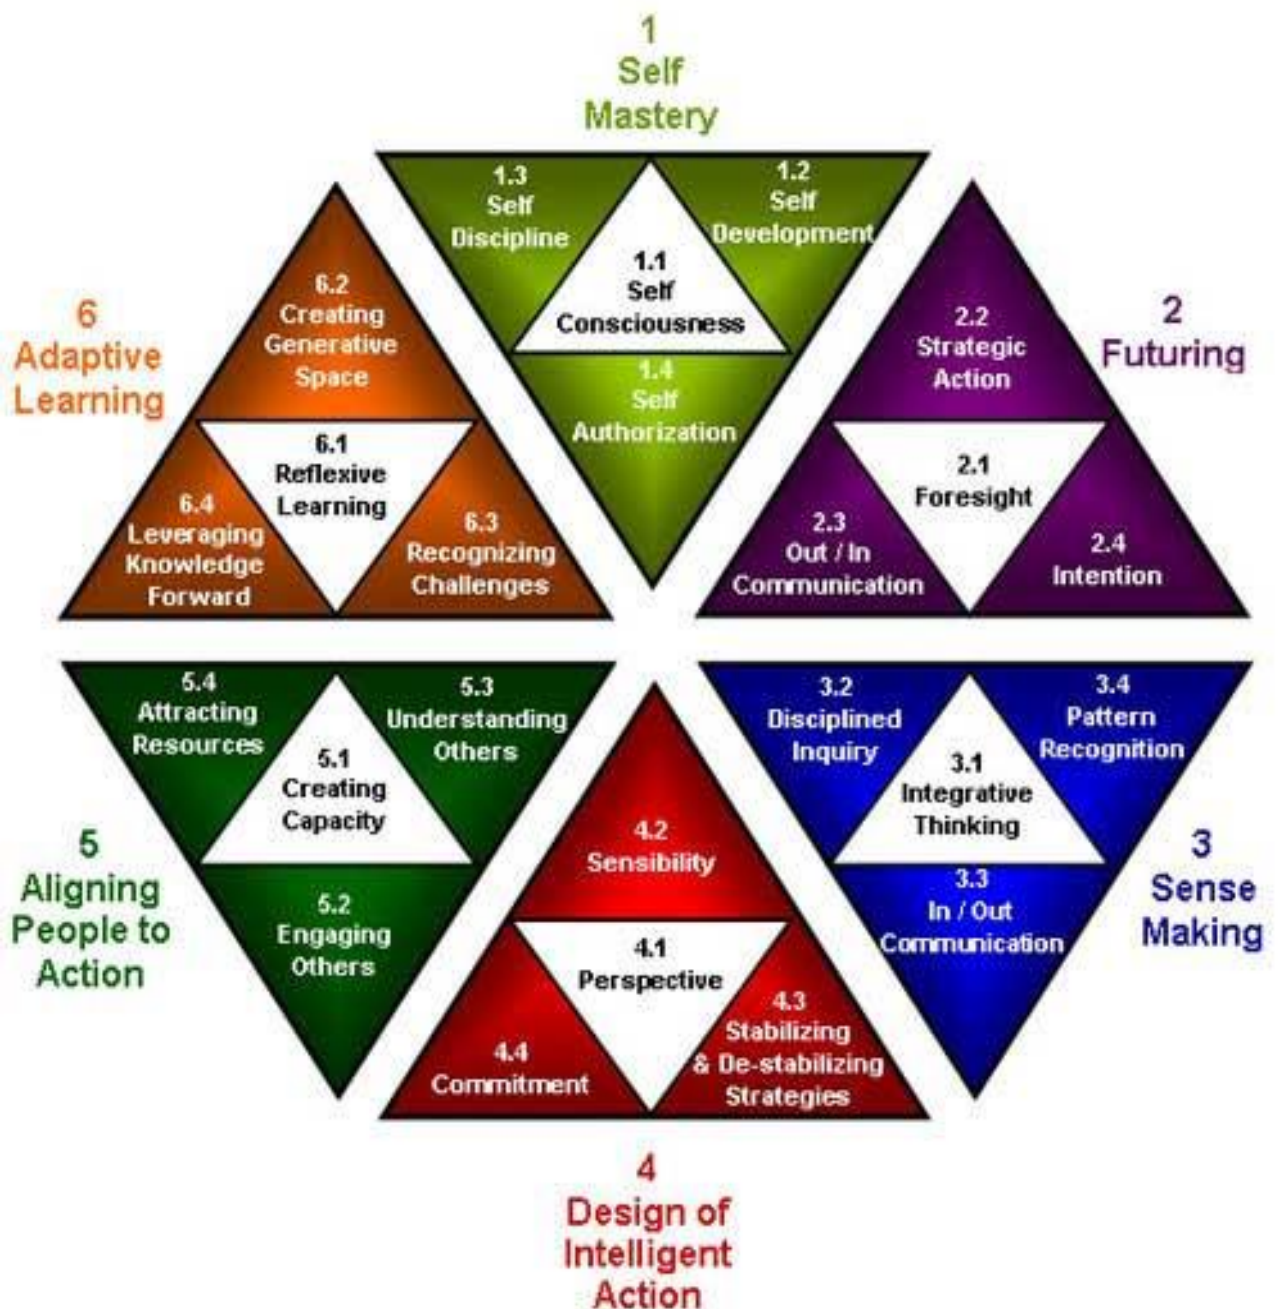 1
Self
Mastery
1.3
Self
Discipline
1.2
Self
Development
1.1
Self
Consciousness
1.4
Self
Authorization
2
Futuring
2.2
Strategic
Action
2.1
Foresight
2.3
Out / In
Communication
2.4
Intention
3
Sense
Making
3.2
Disciplined
Inquiry
3.4
Pattern
Recognition
3.1
Integrative
Thinking
3.3
In / Out
Communication
4
Design of
Intelligent
Action
4.2
Sensibility
4.1
Perspective
4.3
Stabilizing
& De-stabilizing
Strategies
4.4
Commitment
5
Aligning
People to
Action
5.4
Attracting
Resources
5.3
Understanding
Others
5.1
Creating
Capacity
5.2
Engaging
Others
6
Adaptive
Learning
6.2
Creating
Generative
Space
6.1
Reflexive
Learning
6.4
Leveraging
Knowledge
Forward
6.3
Recognizing
Challenges